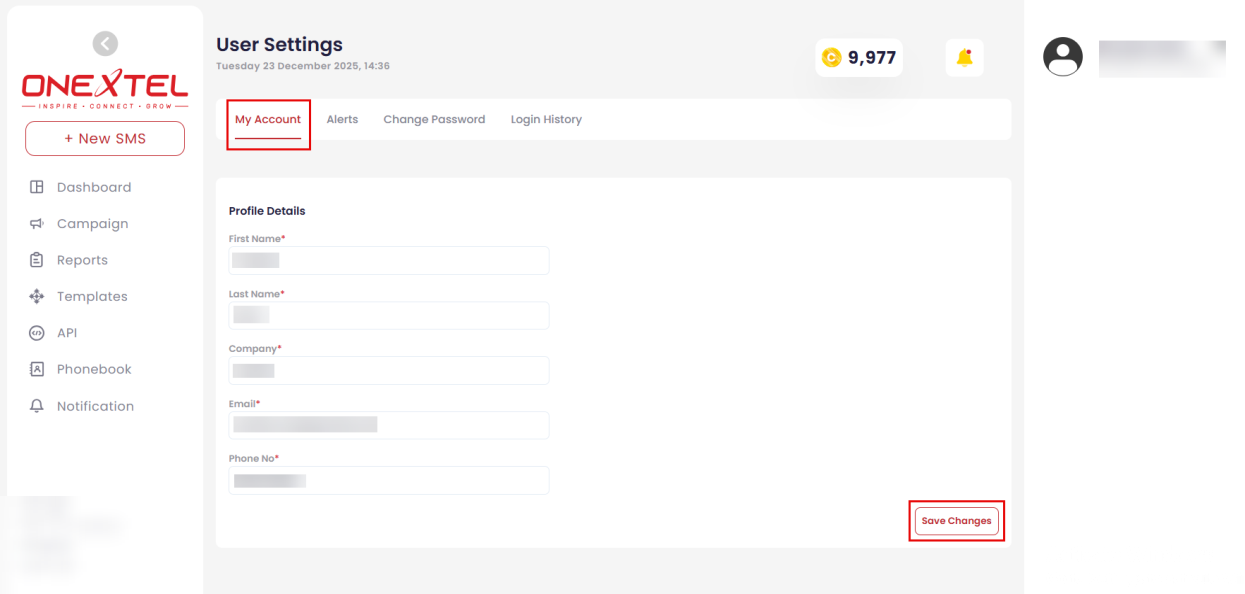 ONEXTEL
INSPIRE • CONNECT • GROW
+ New SMS
Dashboard
Campaign
Reports
Templates
API
Phonebook
Notification
User Settings
Tuesday 23 December 2025, 14:36
9,977
My Account Alerts Change Password Login History
Profile Details
First Name*
Last Name*
Company*
Email*
Phone No*
Save Changes